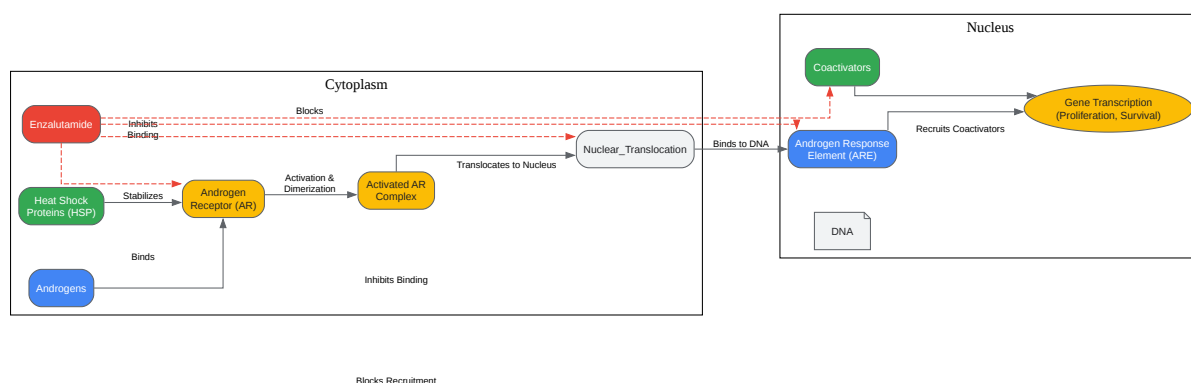 Nucleus
Coactivators
Gene Transcription
(Proliferation, Survival)
Recruits Coactivators
Androgen Response
Element (ARE)
DNA
Binds to DNA
Cytoplasm
Enzalutamide
Blocks
Inhibits
Binding
Nuclear_Translocation
Translocates to Nucleus
Activation &
Dimerization
Activated AR
Complex
Heat Shock
Proteins (HSP)
Stabilizes
Androgen
Receptor (AR)
Binds
Androgens
Inhibits Binding
Blocks Recruitment